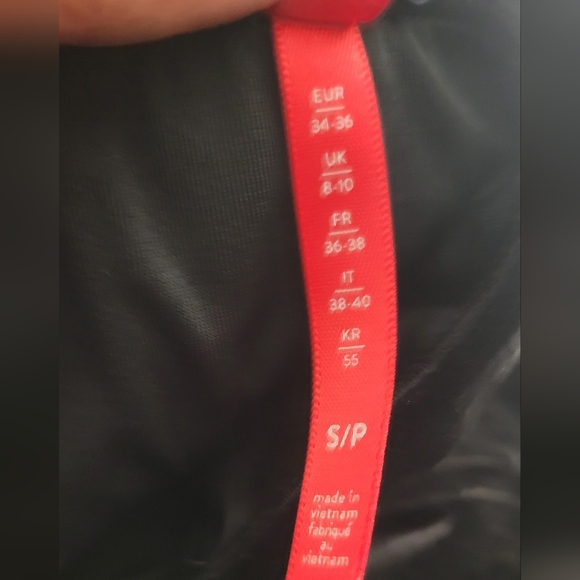 EUR
34-36
UK
8-10
FR
36-38
IT
38-40
KR
55
S/P
made in
vietnam
fabriqué
au
vietnam